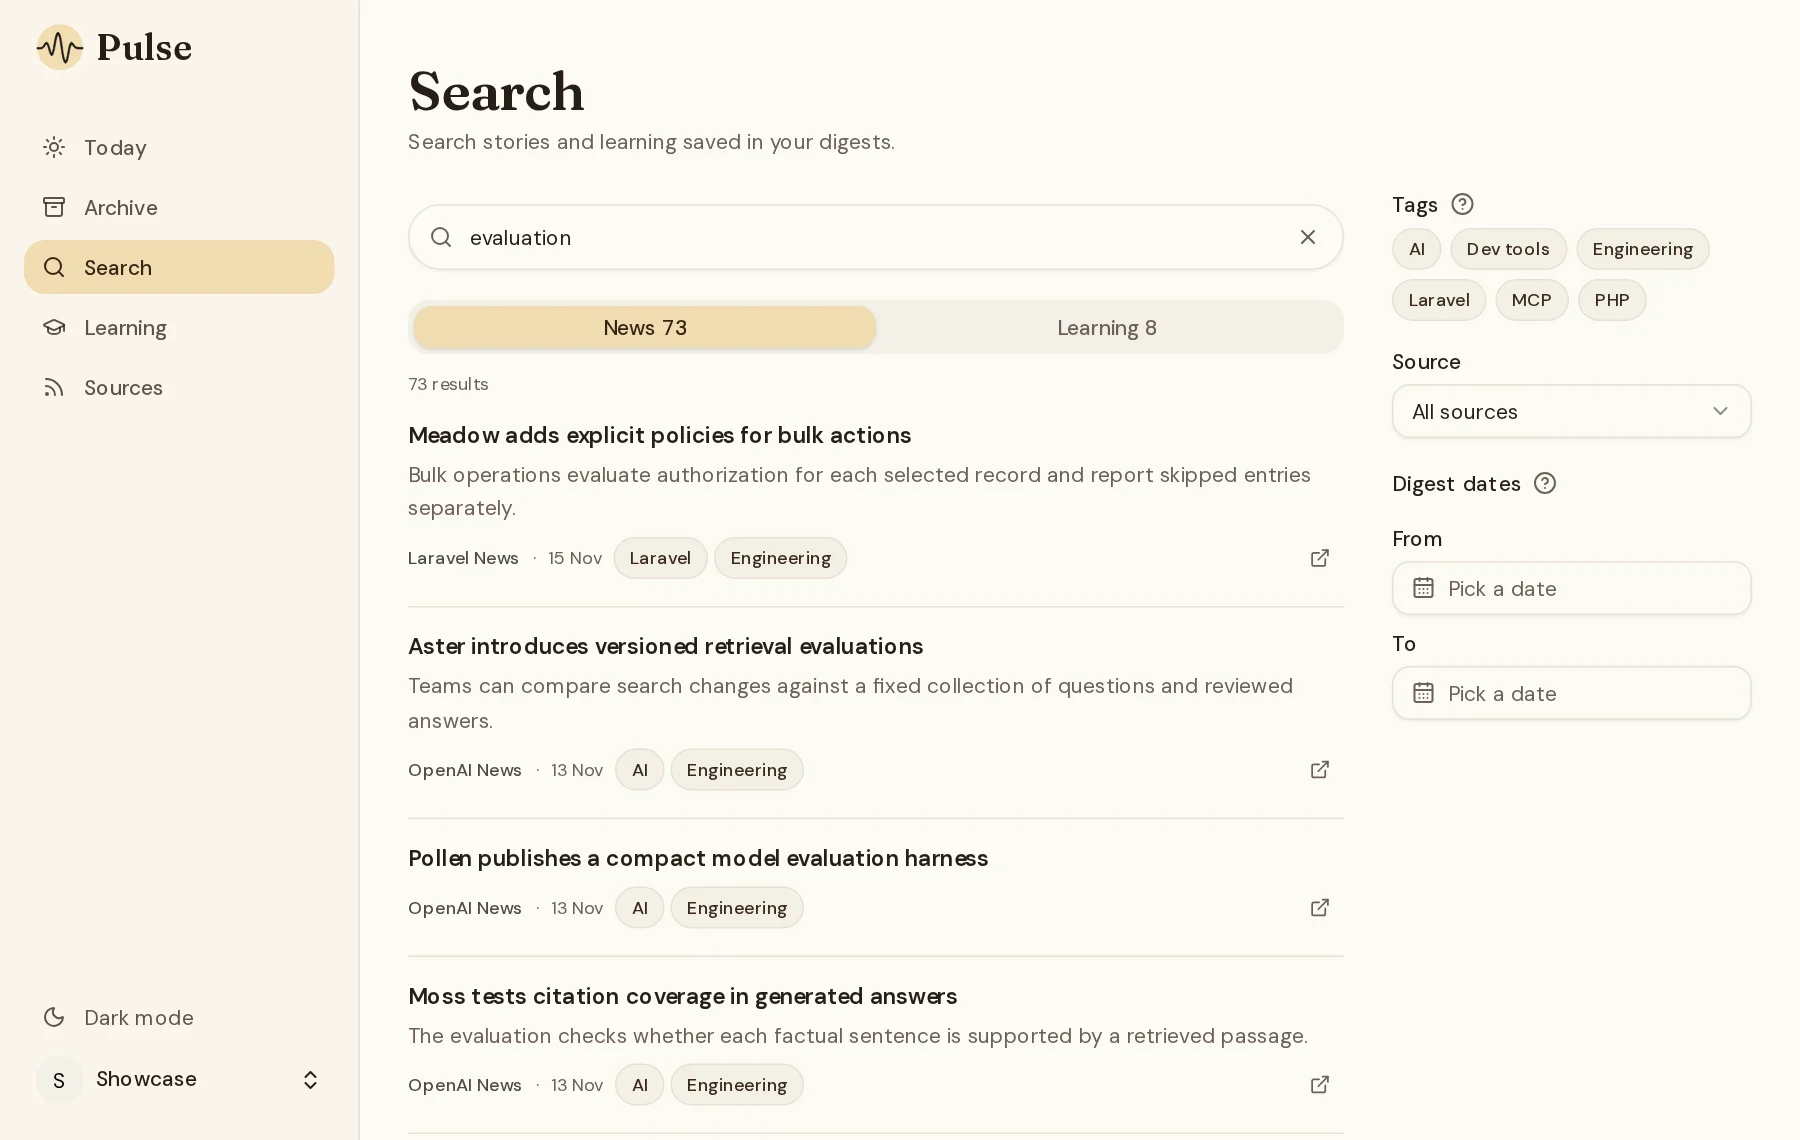 Pulse
Today
Archive
Search
Learning
Sources
Dark mode
S
Showcase
Search
Search stories and learning saved in your digests.
evaluation
News 73
Learning 8
73 results
Meadow adds explicit policies for bulk actions
Bulk operations evaluate authorization for each selected record and report skipped entries
separately.
Laravel News · 15 Nov Laravel Engineering
Aster introduces versioned retrieval evaluations
Teams can compare search changes against a fixed collection of questions and reviewed
answers.
OpenAI News · 13 Nov AI Engineering
Pollen publishes a compact model evaluation harness
OpenAI News · 13 Nov AI Engineering
Moss tests citation coverage in generated answers
The evaluation checks whether each factual sentence is supported by a retrieved passage.
OpenAI News · 13 Nov AI Engineering
Tags
AI Dev tools Engineering
Laravel MCP PHP
Source
All sources
Digest dates
From
Pick a date
To
Pick a date